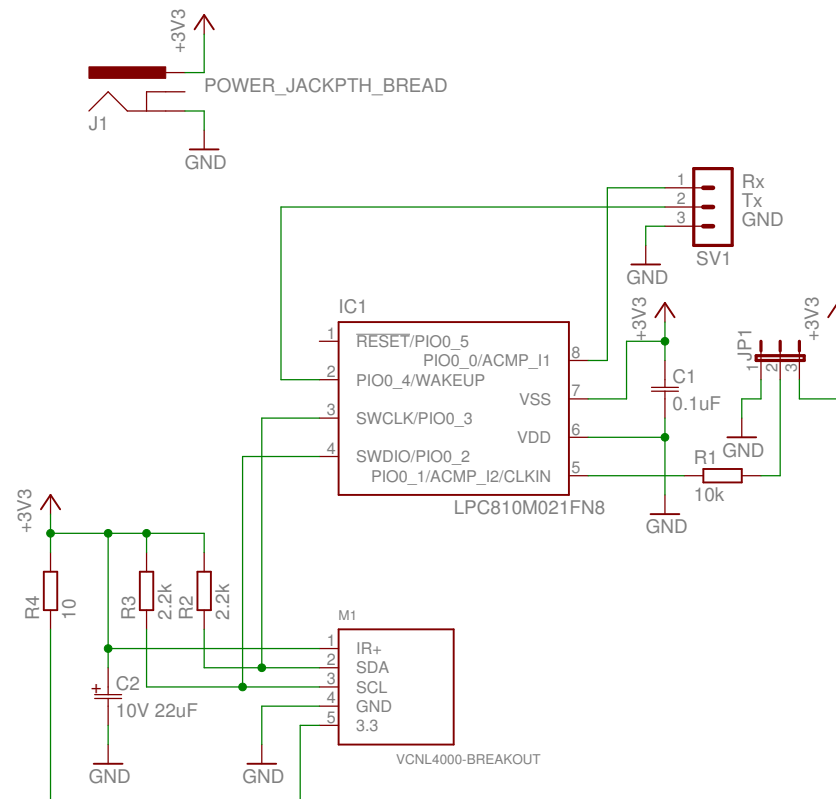 +3V3
POWER_JACKPTH_BREAD
J1
GND
1 Rx
2 Tx
3 GND
SV1
GND
IC1
+3V3
+3V3
JP1
1 2 3
1 RESET/PIO0_5
PIO0_0/ACMP_I1 8
2 PIO0_4/WAKEUP
VSS 7
C1
0.1uF
3 SWCLK/PIO0_3
VDD 6
GND
4 SWDIO/PIO0_2
PIO0_1/ACMP_I2/CLKIN 5
R1
10k
LPC810M021FN8
GND
+3V3
R4
10
R3
2.2k
R2
2.2k
M1
1 IR+
2 SDA
3 SCL
4 GND
5 3.3
C2
10V 22uF
+
VCNL4000-BREAKOUT
GND
GND